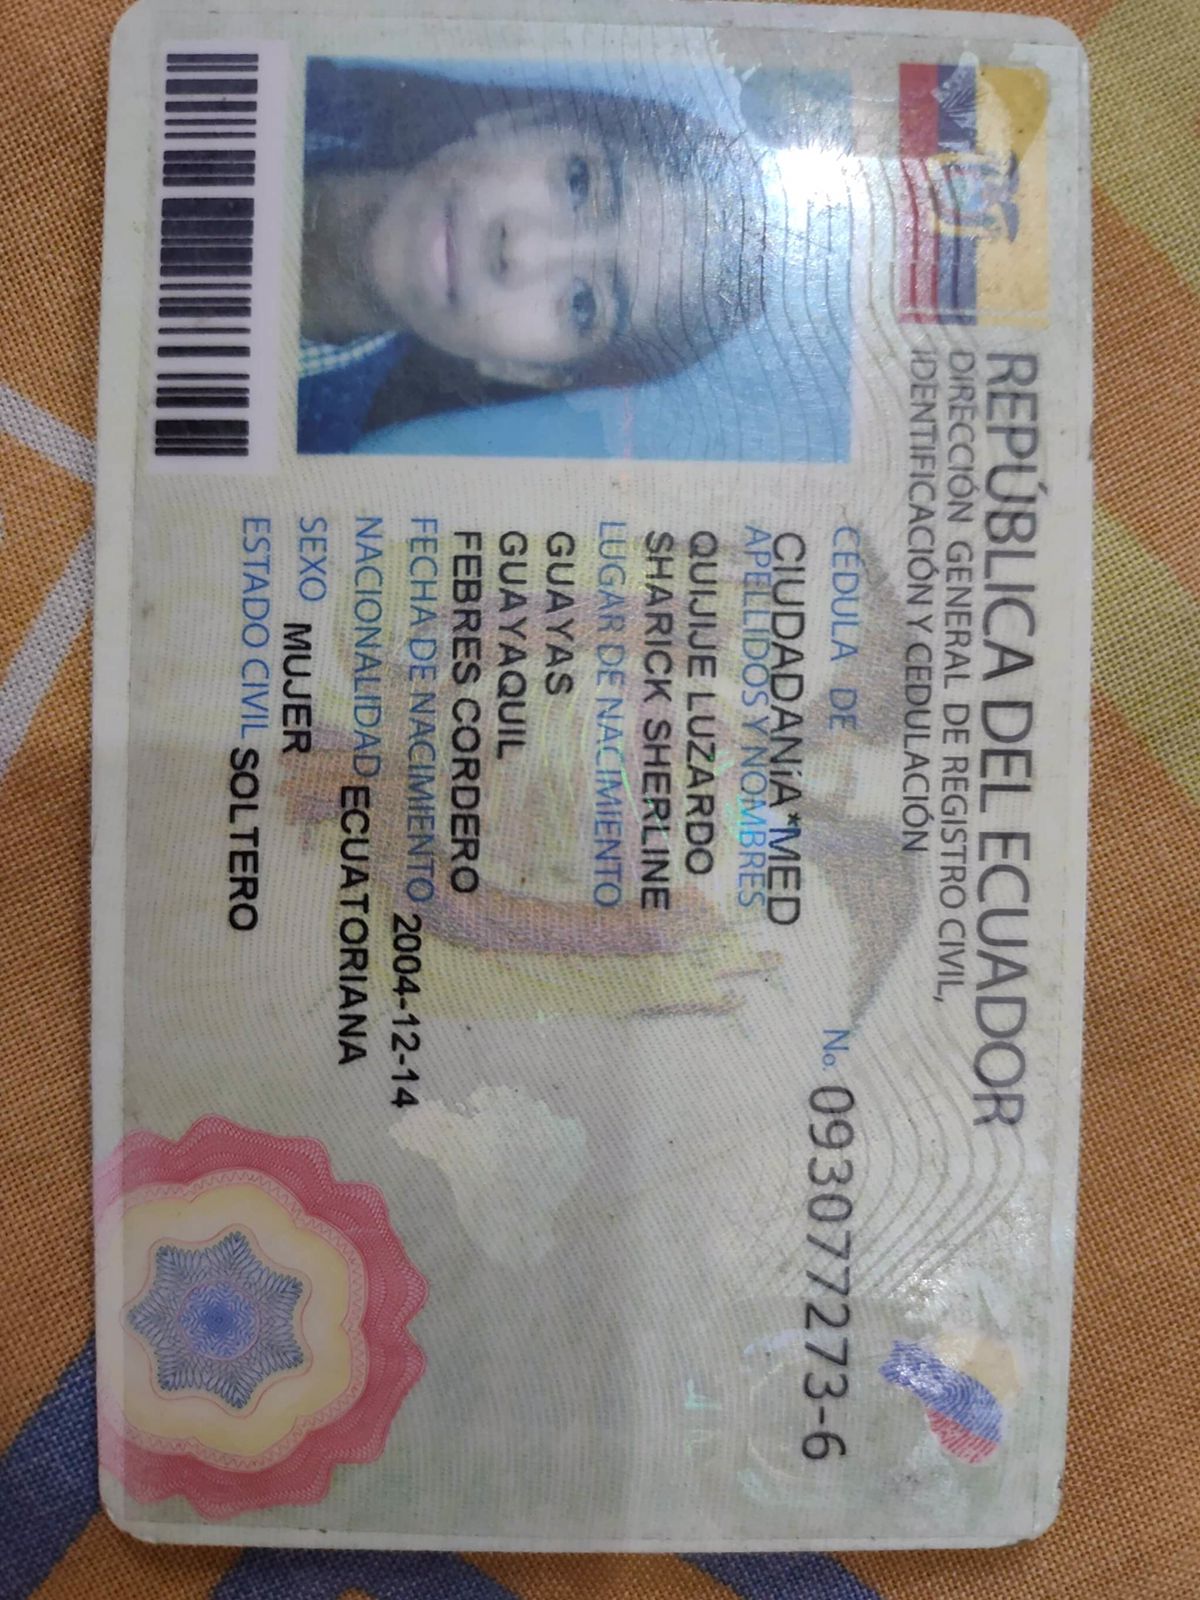 REPÚBLICA DEL ECUADOR
DIRECCIÓN GENERAL DE REGISTRO CIVIL,
IDENTIFICACIÓN Y CEDULACIÓN
CÉDULA DE No. 093077273-6
CIUDADANíA*MED
APELLIDOS Y NOMBRES
QUIJIJE LUZARDO
SHARICK SHERLINE
LUGAR DE NACIMIENTO
GUAYAS
GUAYAQUIL
FEBRES CORDERO
FECHA DE NACIMIENTO 2004-12-14
NACIONALIDAD ECUATORIANA
SEXO MUJER
ESTADO CIVIL SOLTERO